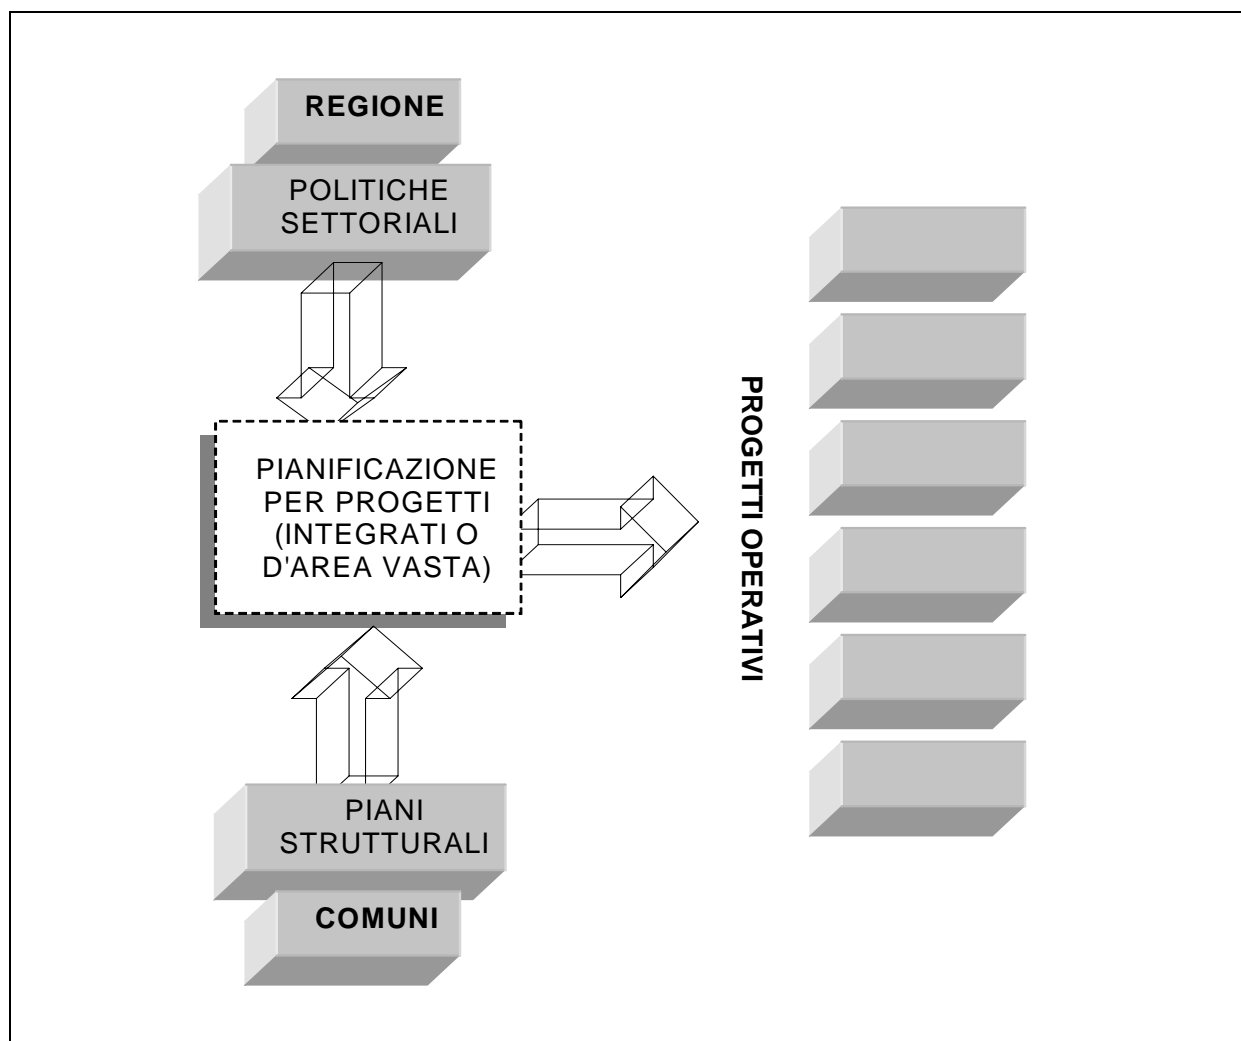 REGIONE
POLITICHE
SETTORIALI
PIANIFICAZIONE
PER PROGETTI
(INTEGRATI O
D'AREA VASTA)
PROGETTI OPERATIVI
PIANI
STRUTTURALI
COMUNI